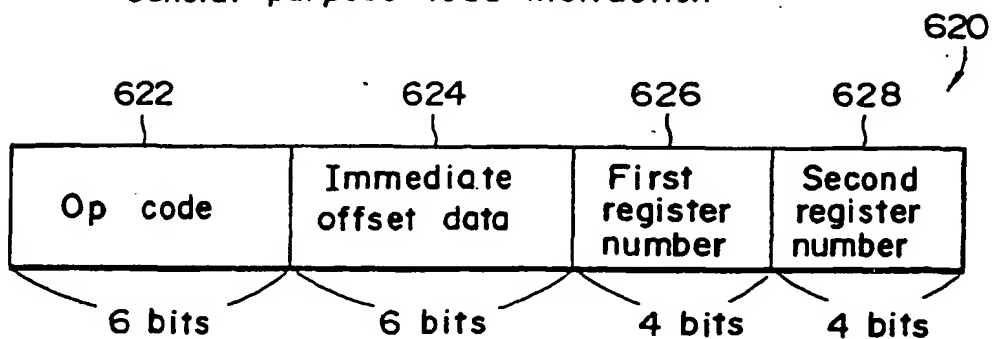 620
622 624 626 628
Op code
Immediate
offset data
First
register
number
Second
register
number
6 bits 6 bits 4 bits 4 bits